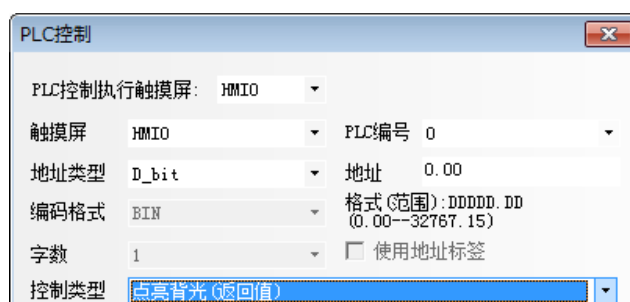 PLC控制
PLC控制执行触摸屏: HMI0
触摸屏 HMI0 PLC编号 0
地址类型 D_bit 地址 0.00
编码格式 BIN 格式(范围):DDDDD.DD
(0.00--32767.15)
字数 1 使用地址标签
控制类型 点亮背光(返回值)